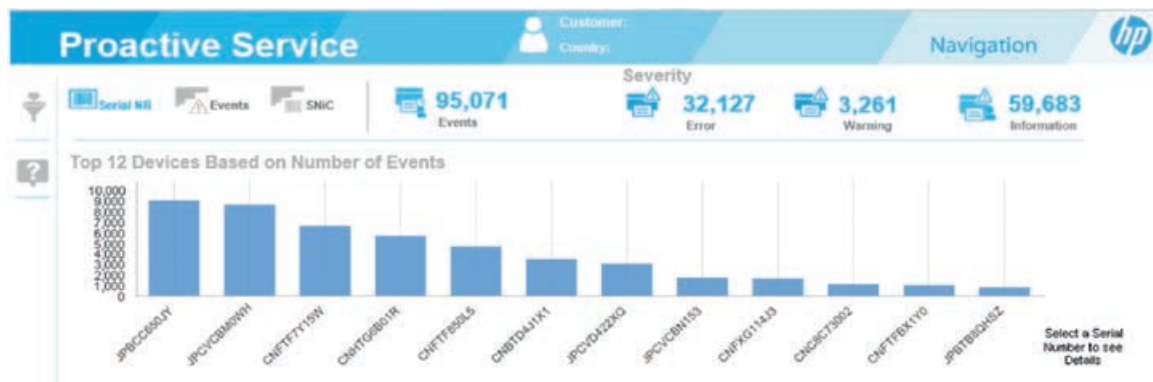 Proactive Service
Customer:
Country:
Navigation
hp
Serial NR
Events
SNiC
95,071
Events
Severity
32,127
Error
3,261
Warning
59,683
Information
Top 12 Devices Based on Number of Events
10,000
9,000
8,000
7,000
6,000
5,000
4,000
3,000
2,000
1,000
0
JPBCC650JY
JPVCBM0WH
CNFTF7Y15W
CNHTG6B01R
CNFTF850L5
CNBTD4J1X1
JPCVD422XQ
JPCVCBN153
CNFXG114J3
CNC8C73002
CNFTFBX1Y0
JPBTB8QHSZ
Select a Serial
Number to see
Details